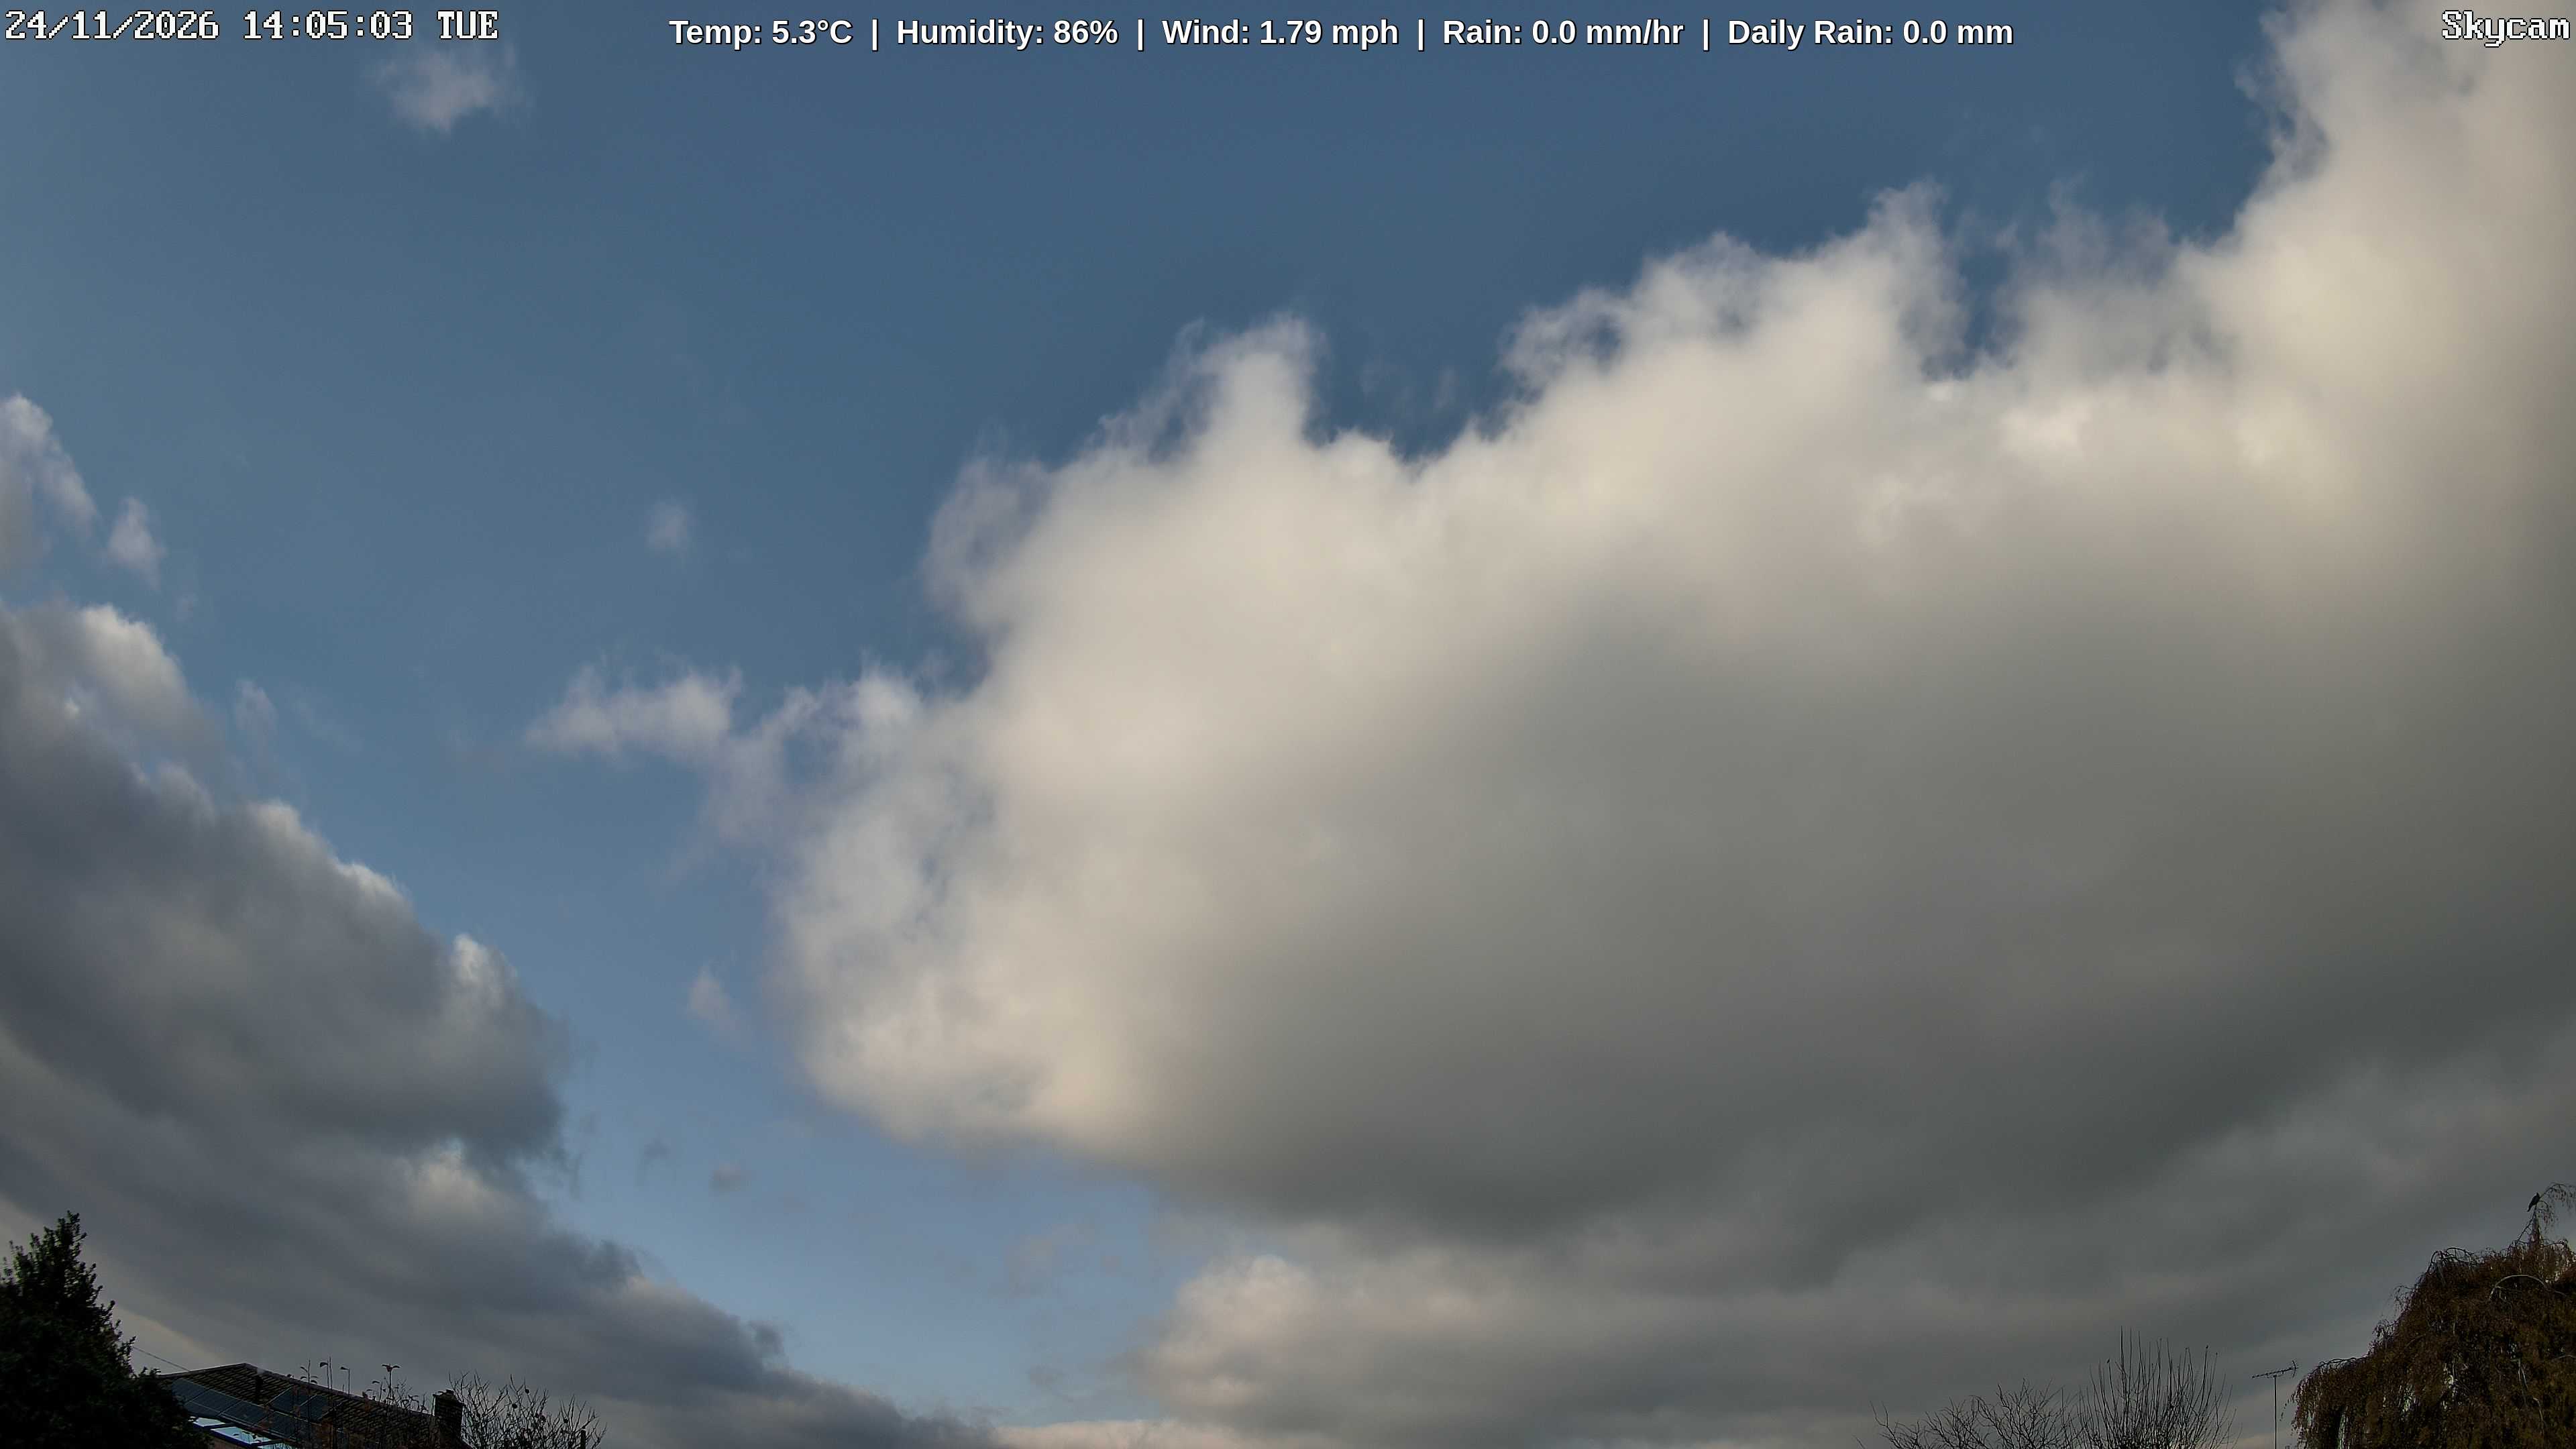 24/11/2026 14:05:03 TUE
Temp: 5.3°C | Humidity: 86% | Wind: 1.79 mph | Rain: 0.0 mm/hr | Daily Rain: 0.0 mm
Skycam